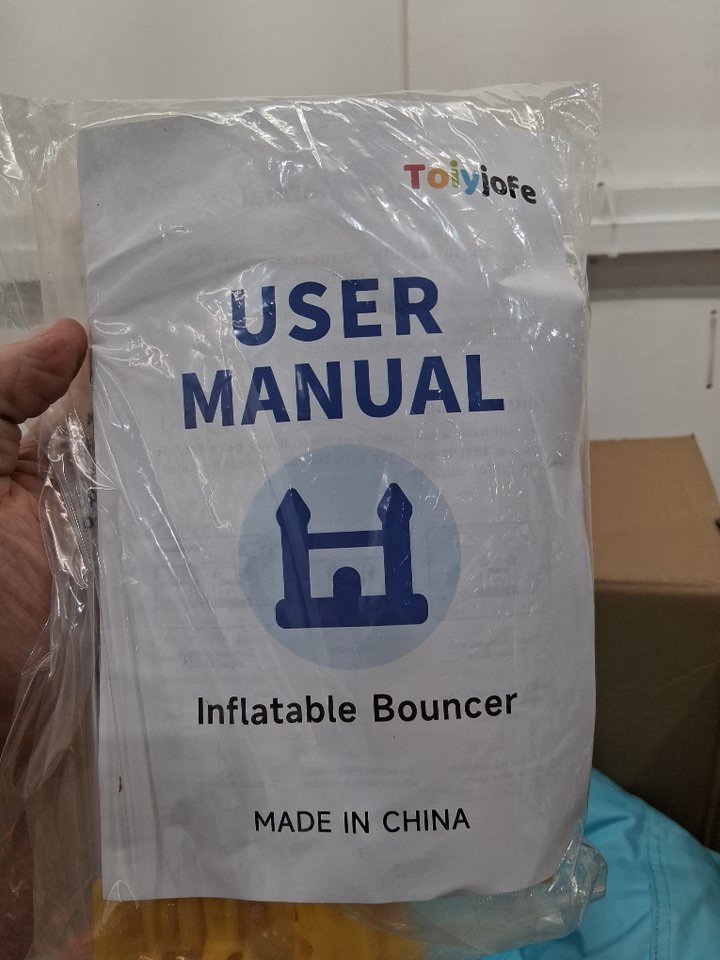 Toiyjofe
USER
MANUAL
Inflatable Bouncer
MADE IN CHINA